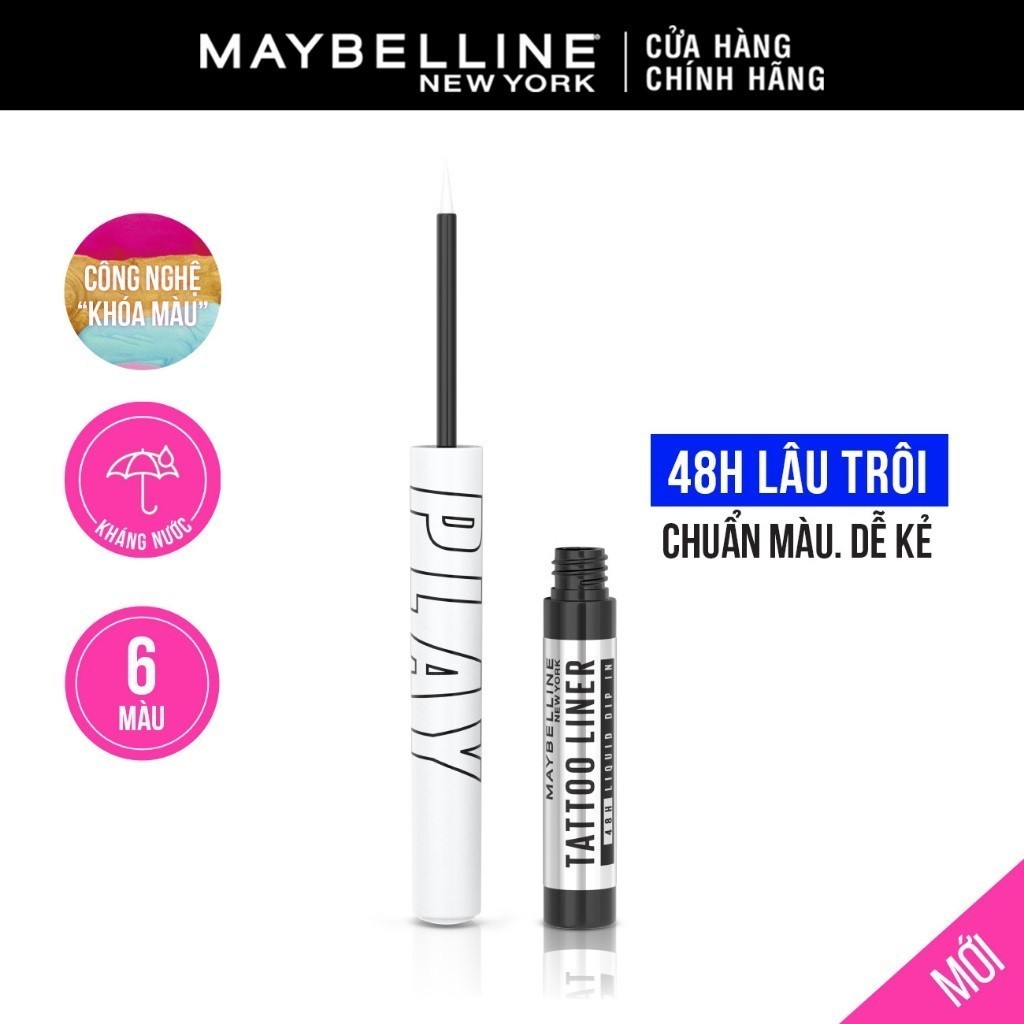 MAYBELLINE
NEW YORK
CỬA HÀNG
CHÍNH HÃNG
CÔNG NGHỆ
“KHÓA MÀU”
KHÁNG NƯỚC
6
MÀU
PLAY
48H LÂU TRÔI
CHUẨN MÀU. DỄ KẺ
MAYBELLINE
NEW YORK
TATTOO LINER
48H LIQUID DIP IN
MỚI